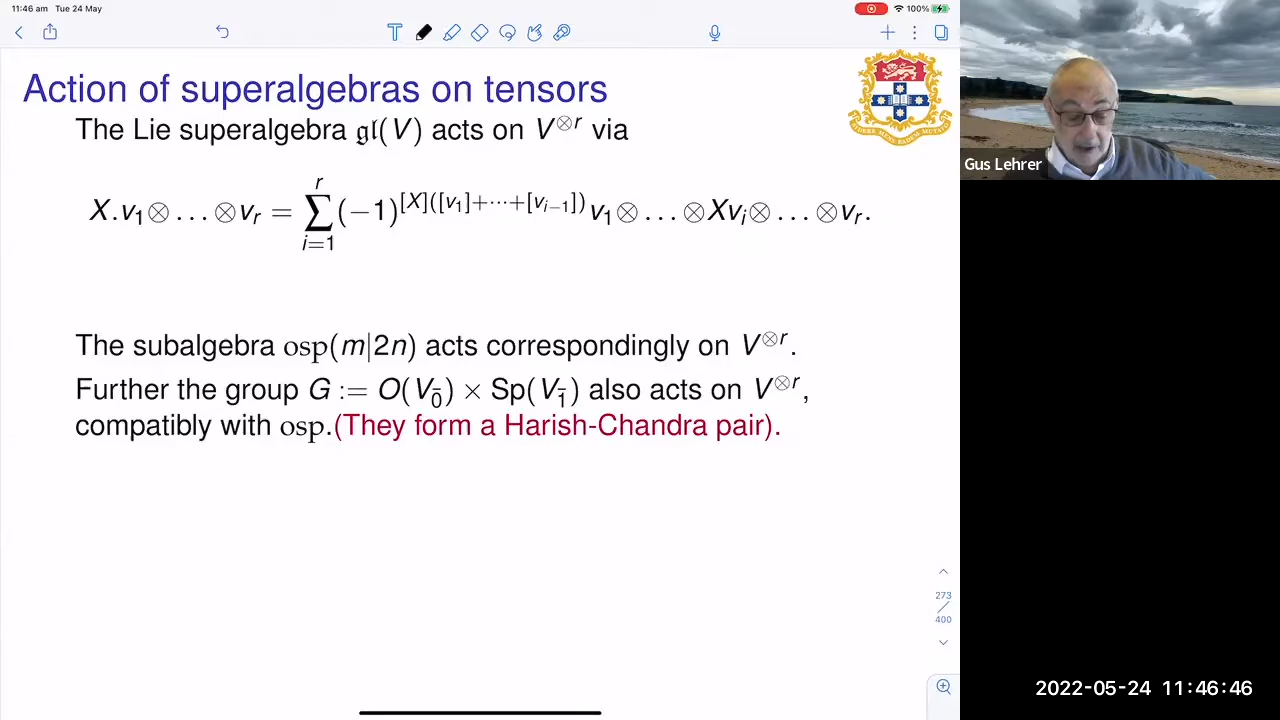 11:46 am Tue 24 May
100%
Action of superalgebras on tensors
The Lie superalgebra 𝔤𝔩(V) acts on V^{⊗r} via
X.v₁⊗…⊗v_r = \sum_{i=1}^{r} (−1)^{[X]([v₁]+⋯+[v_{i−1}])} v₁⊗…⊗Xv_i⊗…⊗v_r.
The subalgebra osp(m|2n) acts correspondingly on V^{⊗r}.
Further the group G := O(V_{\bar{0}}) × Sp(V_{\bar{1}}) also acts on V^{⊗r},
compatibly with osp.(They form a Harish-Chandra pair).
273
400
Gus Lehrer
2022-05-24 11:46:46